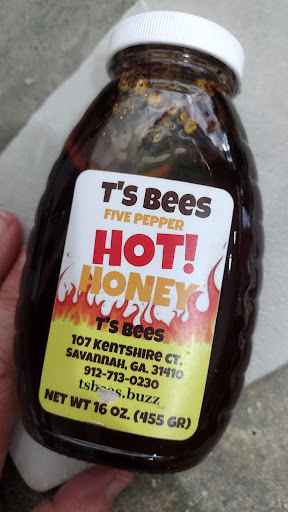 T's Bees
FIVE PEPPER
HOT!
HONEY
T's Bees
107 Kentshire Ct.
Savannah, GA. 31410
912-713-0230
tsbees.buzz
NET WT 16 OZ. (455 GR)